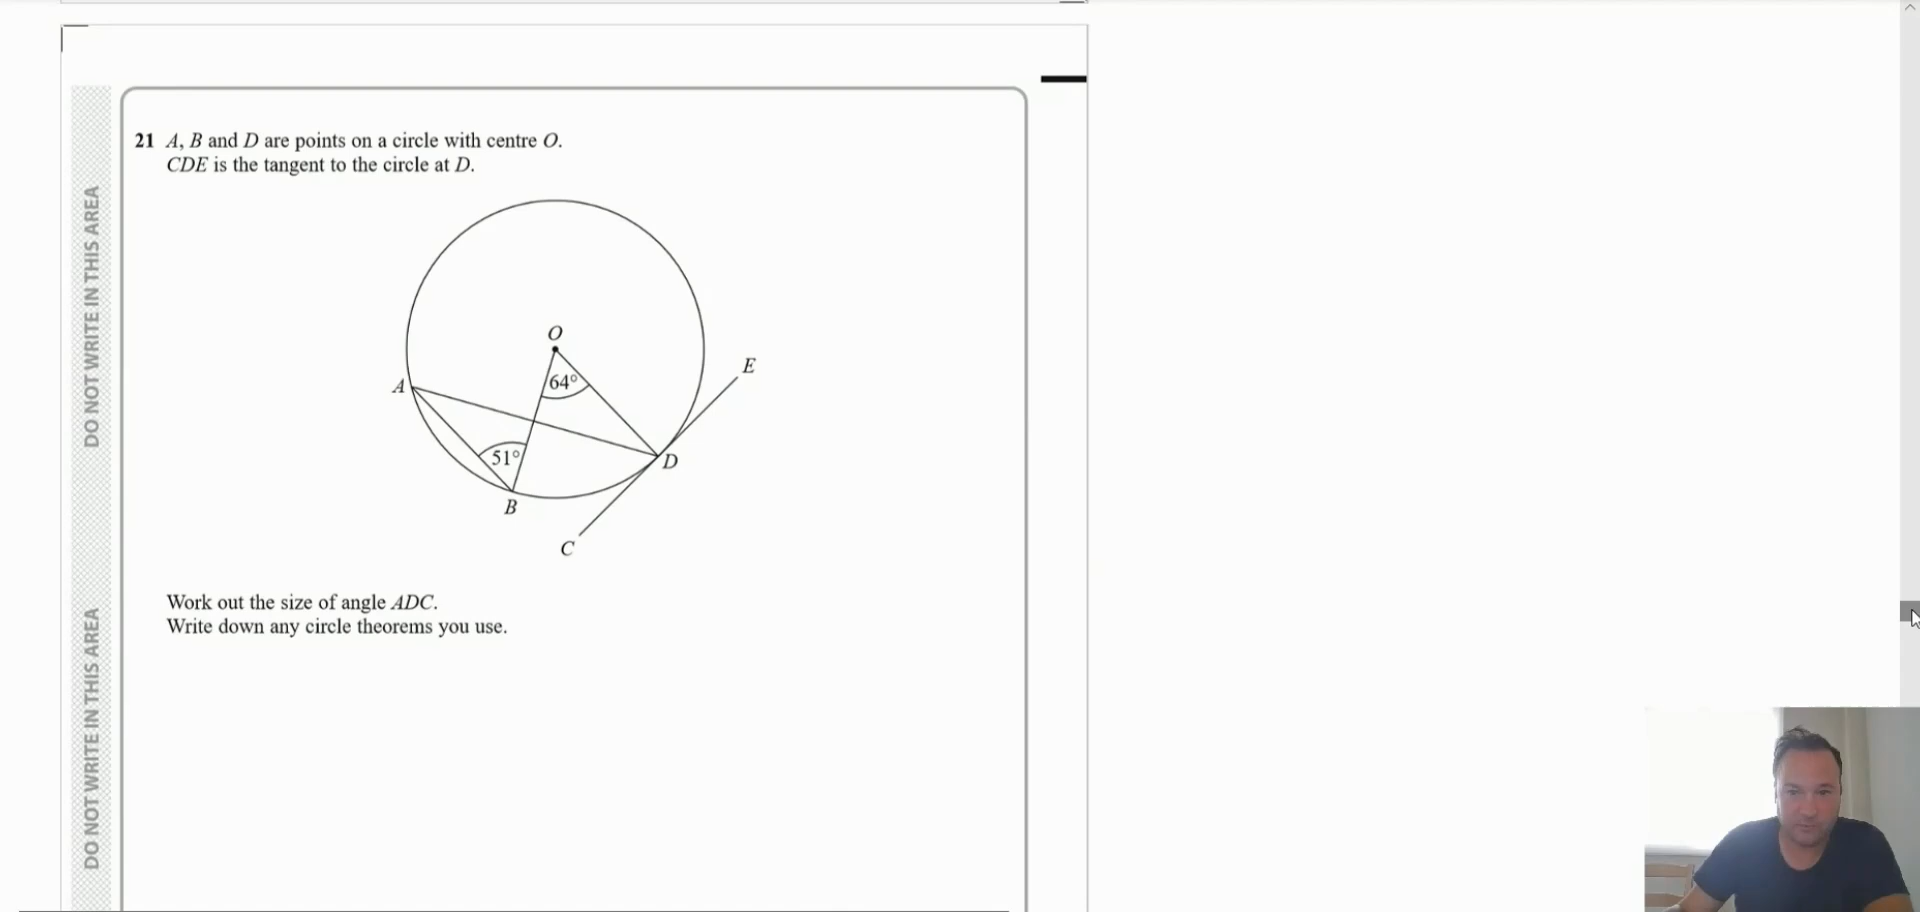 21 A, B and D are points on a circle with centre O.
CDE is the tangent to the circle at D.
O
64°
E
A
51°
D
B
C
Work out the size of angle ADC.
Write down any circle theorems you use.
DO NOT WRITE IN THIS AREA
DO NOT WRITE IN THIS AREA